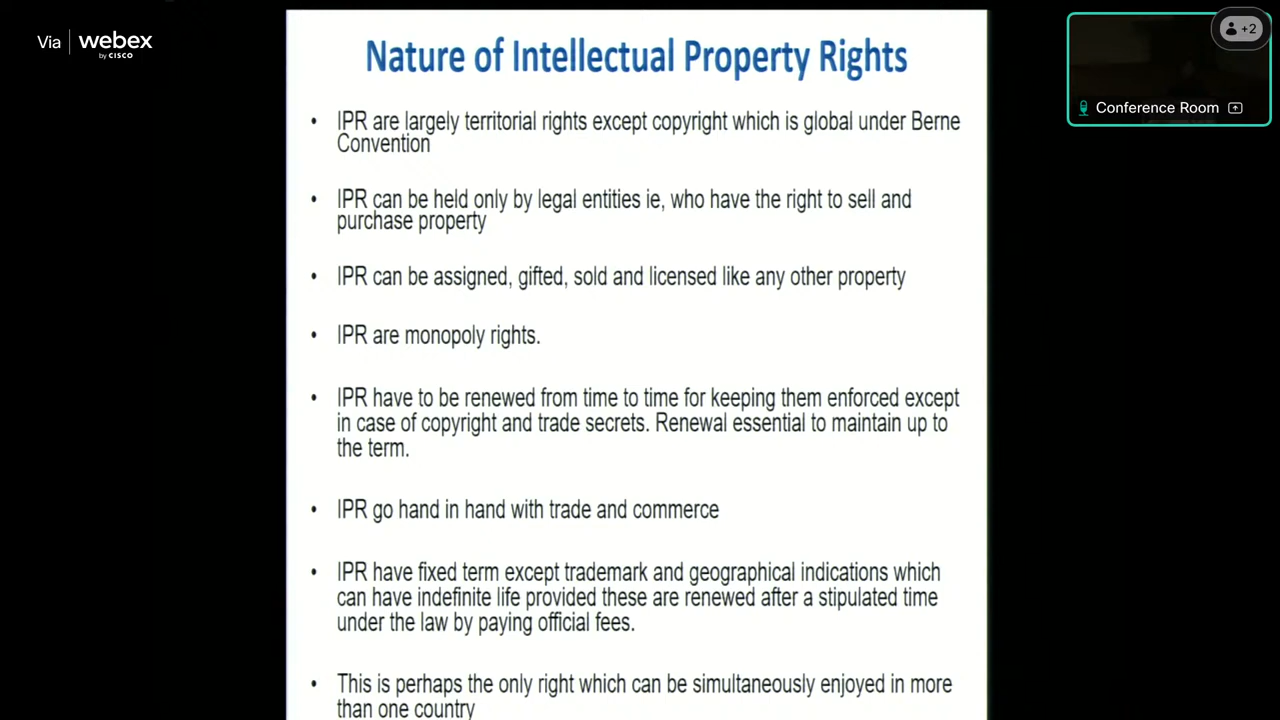 Via webex
by CISCO
+2
Conference Room
Nature of Intellectual Property Rights
• IPR are largely territorial rights except copyright which is global under Berne
Convention
• IPR can be held only by legal entities ie, who have the right to sell and
purchase property
• IPR can be assigned, gifted, sold and licensed like any other property
• IPR are monopoly rights.
• IPR have to be renewed from time to time for keeping them enforced except
in case of copyright and trade secrets. Renewal essential to maintain up to
the term.
• IPR go hand in hand with trade and commerce
• IPR have fixed term except trademark and geographical indications which
can have indefinite life provided these are renewed after a stipulated time
under the law by paying official fees.
• This is perhaps the only right which can be simultaneously enjoyed in more
than one country